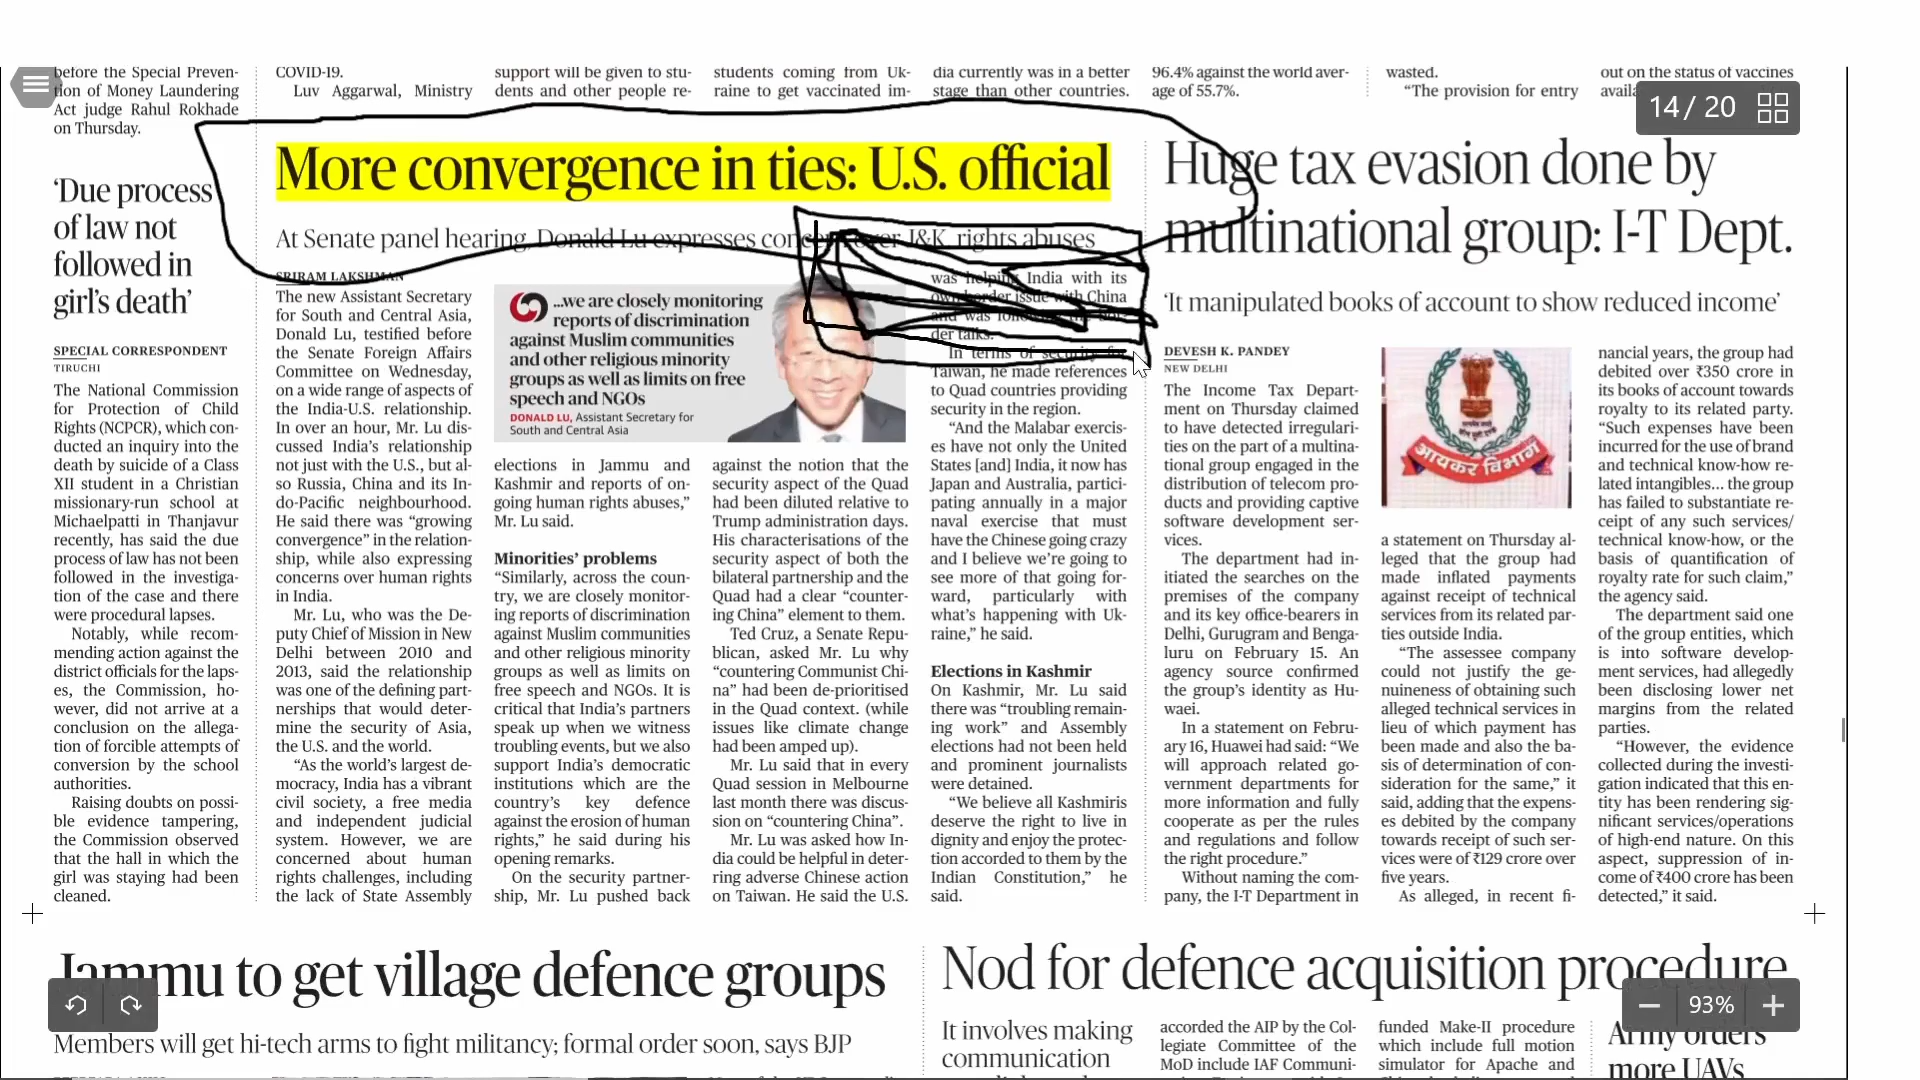 before the Special Preven-
tion of Money Laundering
Act judge Rahul Rokhade
on Thursday.
‘Due process
of law not
followed in
girl’s death’
SPECIAL CORRESPONDENT
TIRUCHI
The National Commission
for Protection of Child
Rights (NCPCR), which con-
ducted an inquiry into the
death by suicide of a Class
XII student in a Christian
missionary-run school at
Michaelpatti in Thanjavur
recently, has said the due
process of law has not been
followed in the investiga-
tion of the case and there
were procedural lapses.
Notably, while recom-
mending action against the
district officials for the laps-
es, the Commission, ho-
wever, did not arrive at a
conclusion on the allega-
tion of forcible attempts of
conversion by the school
authorities.
Raising doubts on possi-
ble evidence tampering,
the Commission observed
that the hall in which the
girl was staying had been
cleaned.
COVID-19.
Luv Aggarwal, Ministry
support will be given to stu-
dents and other people re-
students coming from Uk-
raine to get vaccinated im-
dia currently was in a better
stage than other countries.
96.4% against the world aver-
age of 55.7%.
wasted.
“The provision for entry
out on the status of vaccines
14/ 20
More convergence in ties: U.S. official
At Senate panel hearing, Donald Lu expresses concern over J&K rights abuses
SRIRAM LAKSHMAN
The new Assistant Secretary
for South and Central Asia,
Donald Lu, testified before
the Senate Foreign Affairs
Committee on Wednesday,
on a wide range of aspects of
the India-U.S. relationship.
In over an hour, Mr. Lu dis-
cussed India’s relationship
not just with the U.S., but al-
so Russia, China and its In-
do-Pacific neighbourhood.
He said there was “growing
convergence” in the relation-
ship, while also expressing
concerns over human rights
in India.
Mr. Lu, who was the De-
puty Chief of Mission in New
Delhi between 2010 and
2013, said the relationship
was one of the defining part-
nerships that would deter-
mine the security of Asia,
the U.S. and the world.
“As the world’s largest de-
mocracy, India has a vibrant
civil society, a free media
and independent judicial
system. However, we are
concerned about human
rights challenges, including
the lack of State Assembly
...we are closely monitoring
reports of discrimination
against Muslim communities
and other religious minority
groups as well as limits on free
speech and NGOs
DONALD LU, Assistant Secretary for
South and Central Asia
elections in Jammu and
Kashmir and reports of on-
going human rights abuses,”
Mr. Lu said.
Minorities’ problems
“Similarly, across the coun-
try, we are closely monitor-
ing reports of discrimination
against Muslim communities
and other religious minority
groups as well as limits on
free speech and NGOs. It is
critical that India’s partners
speak up when we witness
troubling events, but we also
support India’s democratic
institutions which are the
country’s key defence
against the erosion of human
rights,” he said during his
opening remarks.
On the security partner-
ship, Mr. Lu pushed back
against the notion that the
security aspect of the Quad
had been diluted relative to
Trump administration days.
His characterisations of the
security aspect of both the
bilateral partnership and the
Quad had a clear “counter-
ing China” element to them.
Ted Cruz, a Senate Repu-
blican, asked Mr. Lu why
“countering Communist Chi-
na” had been de-prioritised
in the Quad context. (while
issues like climate change
had been amped up).
Mr. Lu said that in every
Quad session in Melbourne
last month there was discus-
sion on “countering China”.
Mr. Lu was asked how In-
dia could be helpful in deter-
ring adverse Chinese action
on Taiwan. He said the U.S.
was helping India with its
own border issue with China
and was following the bor-
der talks.
In terms of security for
Taiwan, he made references
to Quad countries providing
security in the region.
“And the Malabar exercis-
es have not only the United
States [and] India, it now has
Japan and Australia, partici-
pating annually in a major
naval exercise that must
have the Chinese going crazy
and I believe we’re going to
see more of that going for-
ward, particularly with
what’s happening with Uk-
raine,” he said.
Elections in Kashmir
On Kashmir, Mr. Lu said
there was “troubling remain-
ing work” and Assembly
elections had not been held
and prominent journalists
were detained.
“We believe all Kashmiris
deserve the right to live in
dignity and enjoy the protec-
tion accorded to them by the
Indian Constitution,” he
said.
Huge tax evasion done by
multinational group: I-T Dept.
‘It manipulated books of account to show reduced income’
DEVESH K. PANDEY
NEW DELHI
The Income Tax Depart-
ment on Thursday claimed
to have detected irregulari-
ties on the part of a multina-
tional group engaged in the
distribution of telecom pro-
ducts and providing captive
software development ser-
vices.
The department had in-
itiated the searches on the
premises of the company
and its key office-bearers in
Delhi, Gurugram and Benga-
luru on February 15. An
agency source confirmed
the group’s identity as Hu-
wei.
In a statement on Febru-
ary 16, Huawei had said: “We
will approach related go-
vernment departments for
more information and fully
cooperate as per the rules
and regulations and follow
the right procedure.”
Without naming the com-
pany, the I-T Department in
आयकर विभाग
a statement on Thursday al-
leged that the group had
made inflated payments
against receipt of technical
services from its related par-
ties outside India.
“The assessee company
could not justify the ge-
nuineness of obtaining such
alleged technical services in
lieu of which payment has
been made and also the ba-
sis of determination of con-
sideration for the same,” it
said, adding that the expens-
es debited by the company
towards receipt of such ser-
vices were of ₹129 crore over
five years.
As alleged, in recent fi-
nancial years, the group had
debited over ₹350 crore in
its books of account towards
royalty to its related party.
“Such expenses have been
incurred for the use of brand
and technical know-how re-
lated intangibles... the group
has failed to substantiate re-
ceipt of any such services/
technical know-how, or the
basis of quantification of
royalty rate for such claim,”
the agency said.
The department said one
of the group entities, which
is into software develop-
ment services, had allegedly
been disclosing lower net
margins from the related
parties.
“However, the evidence
collected during the investi-
gation indicated that this en-
tity has been rendering sig-
nificant services/operations
of high-end nature. On this
aspect, suppression of in-
come of ₹400 crore has been
detected,” it said.
Jammu to get village defence groups
Members will get hi-tech arms to fight militancy; formal order soon, says BJP
Nod for defence acquisition procedure
It involves making
communication
accorded the AIP by the Col-
legiate Committee of the
MoD include IAF Communi-
funded Make-II procedure
which include full motion
simulator for Apache and
Army orders
more UAVs
93%